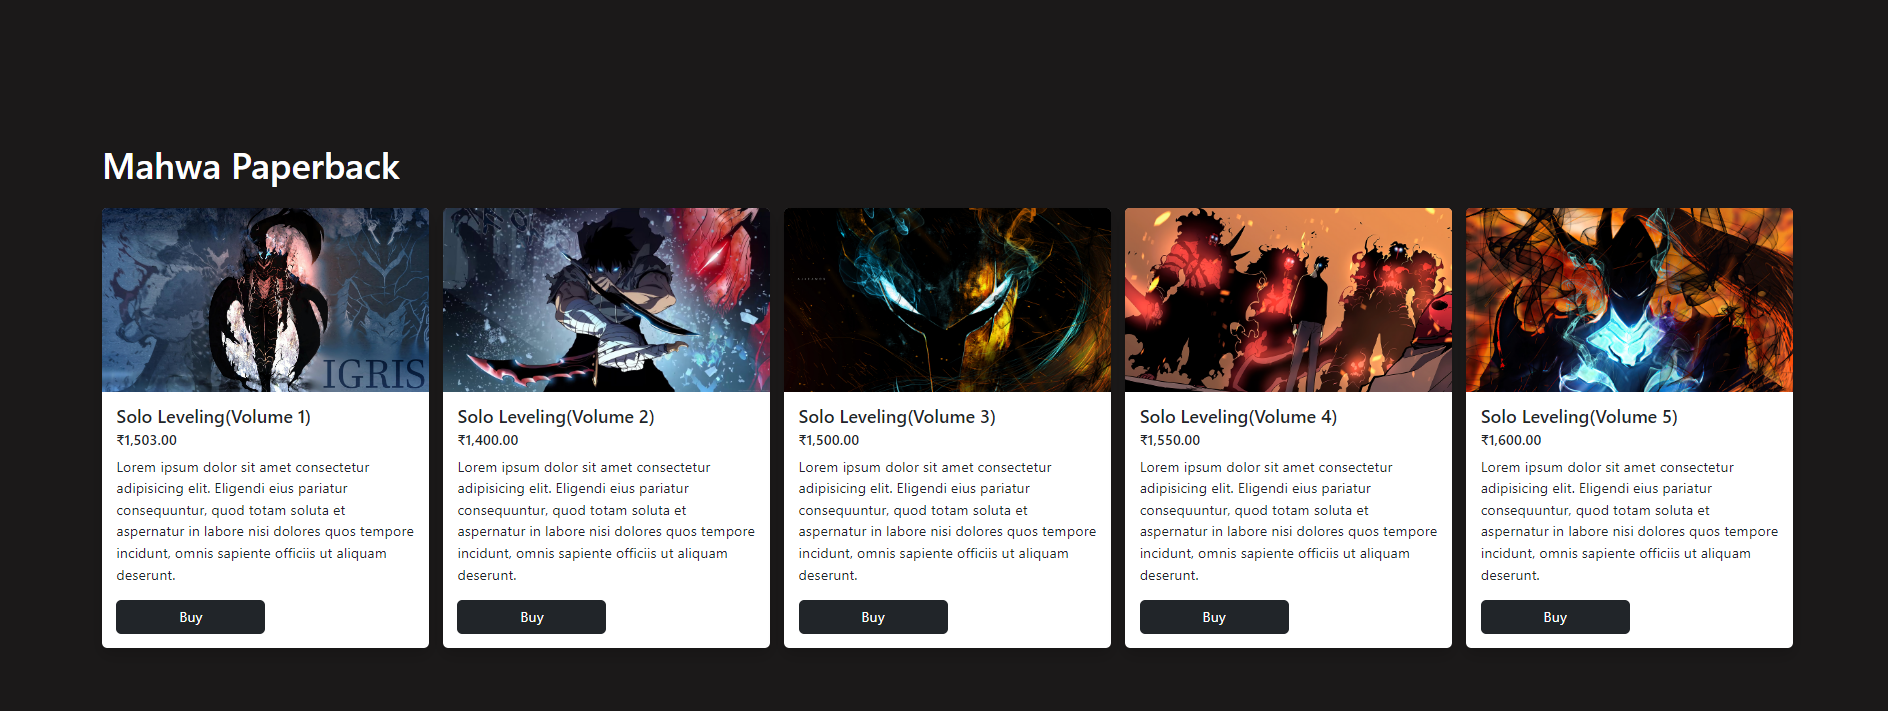 Mahwa Paperback
IGRIS
Solo Leveling(Volume 1)
₹1,503.00
Lorem ipsum dolor sit amet consectetur
adipisicing elit. Eligendi eius pariatur
consequuntur, quod totam soluta et
aspernatur in labore nisi dolores quos tempore
incidunt, omnis sapiente officiis ut aliquam
deserunt.
Buy
Solo Leveling(Volume 2)
₹1,400.00
Lorem ipsum dolor sit amet consectetur
adipisicing elit. Eligendi eius pariatur
consequuntur, quod totam soluta et
aspernatur in labore nisi dolores quos tempore
incidunt, omnis sapiente officiis ut aliquam
deserunt.
Buy
Solo Leveling(Volume 3)
₹1,500.00
Lorem ipsum dolor sit amet consectetur
adipisicing elit. Eligendi eius pariatur
consequuntur, quod totam soluta et
aspernatur in labore nisi dolores quos tempore
incidunt, omnis sapiente officiis ut aliquam
deserunt.
Buy
Solo Leveling(Volume 4)
₹1,550.00
Lorem ipsum dolor sit amet consectetur
adipisicing elit. Eligendi eius pariatur
consequuntur, quod totam soluta et
aspernatur in labore nisi dolores quos tempore
incidunt, omnis sapiente officiis ut aliquam
deserunt.
Buy
Solo Leveling(Volume 5)
₹1,600.00
Lorem ipsum dolor sit amet consectetur
adipisicing elit. Eligendi eius pariatur
consequuntur, quod totam soluta et
aspernatur in labore nisi dolores quos tempore
incidunt, omnis sapiente officiis ut aliquam
deserunt.
Buy